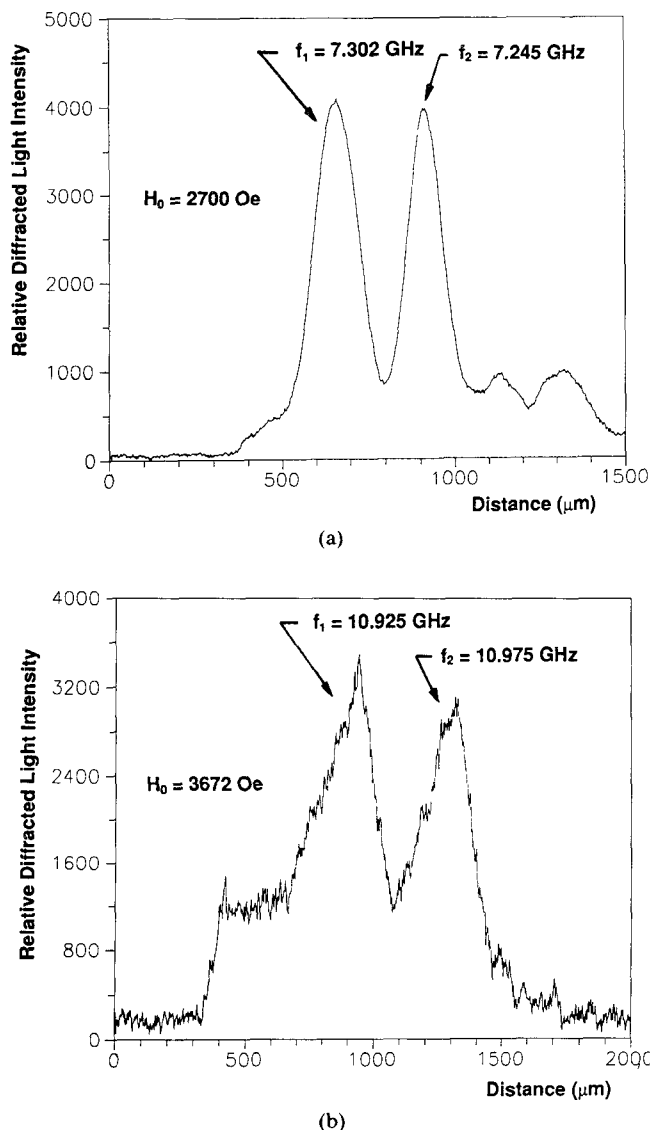 5000
f₁ = 7.302 GHz
f₂ = 7.245 GHz
4000
H₀ = 2700 Oe
3000
2000
1000
0
Relative Diffracted Light Intensity
0 500 1000 1500
Distance (μm)
(a)
4000
f₁ = 10.925 GHz
f₂ = 10.975 GHz
3200
H₀ = 3672 Oe
2400
1600
800
0
Relative Diffracted Light Intensity
0 500 1000 1500 2000
Distance (μm)
(b)